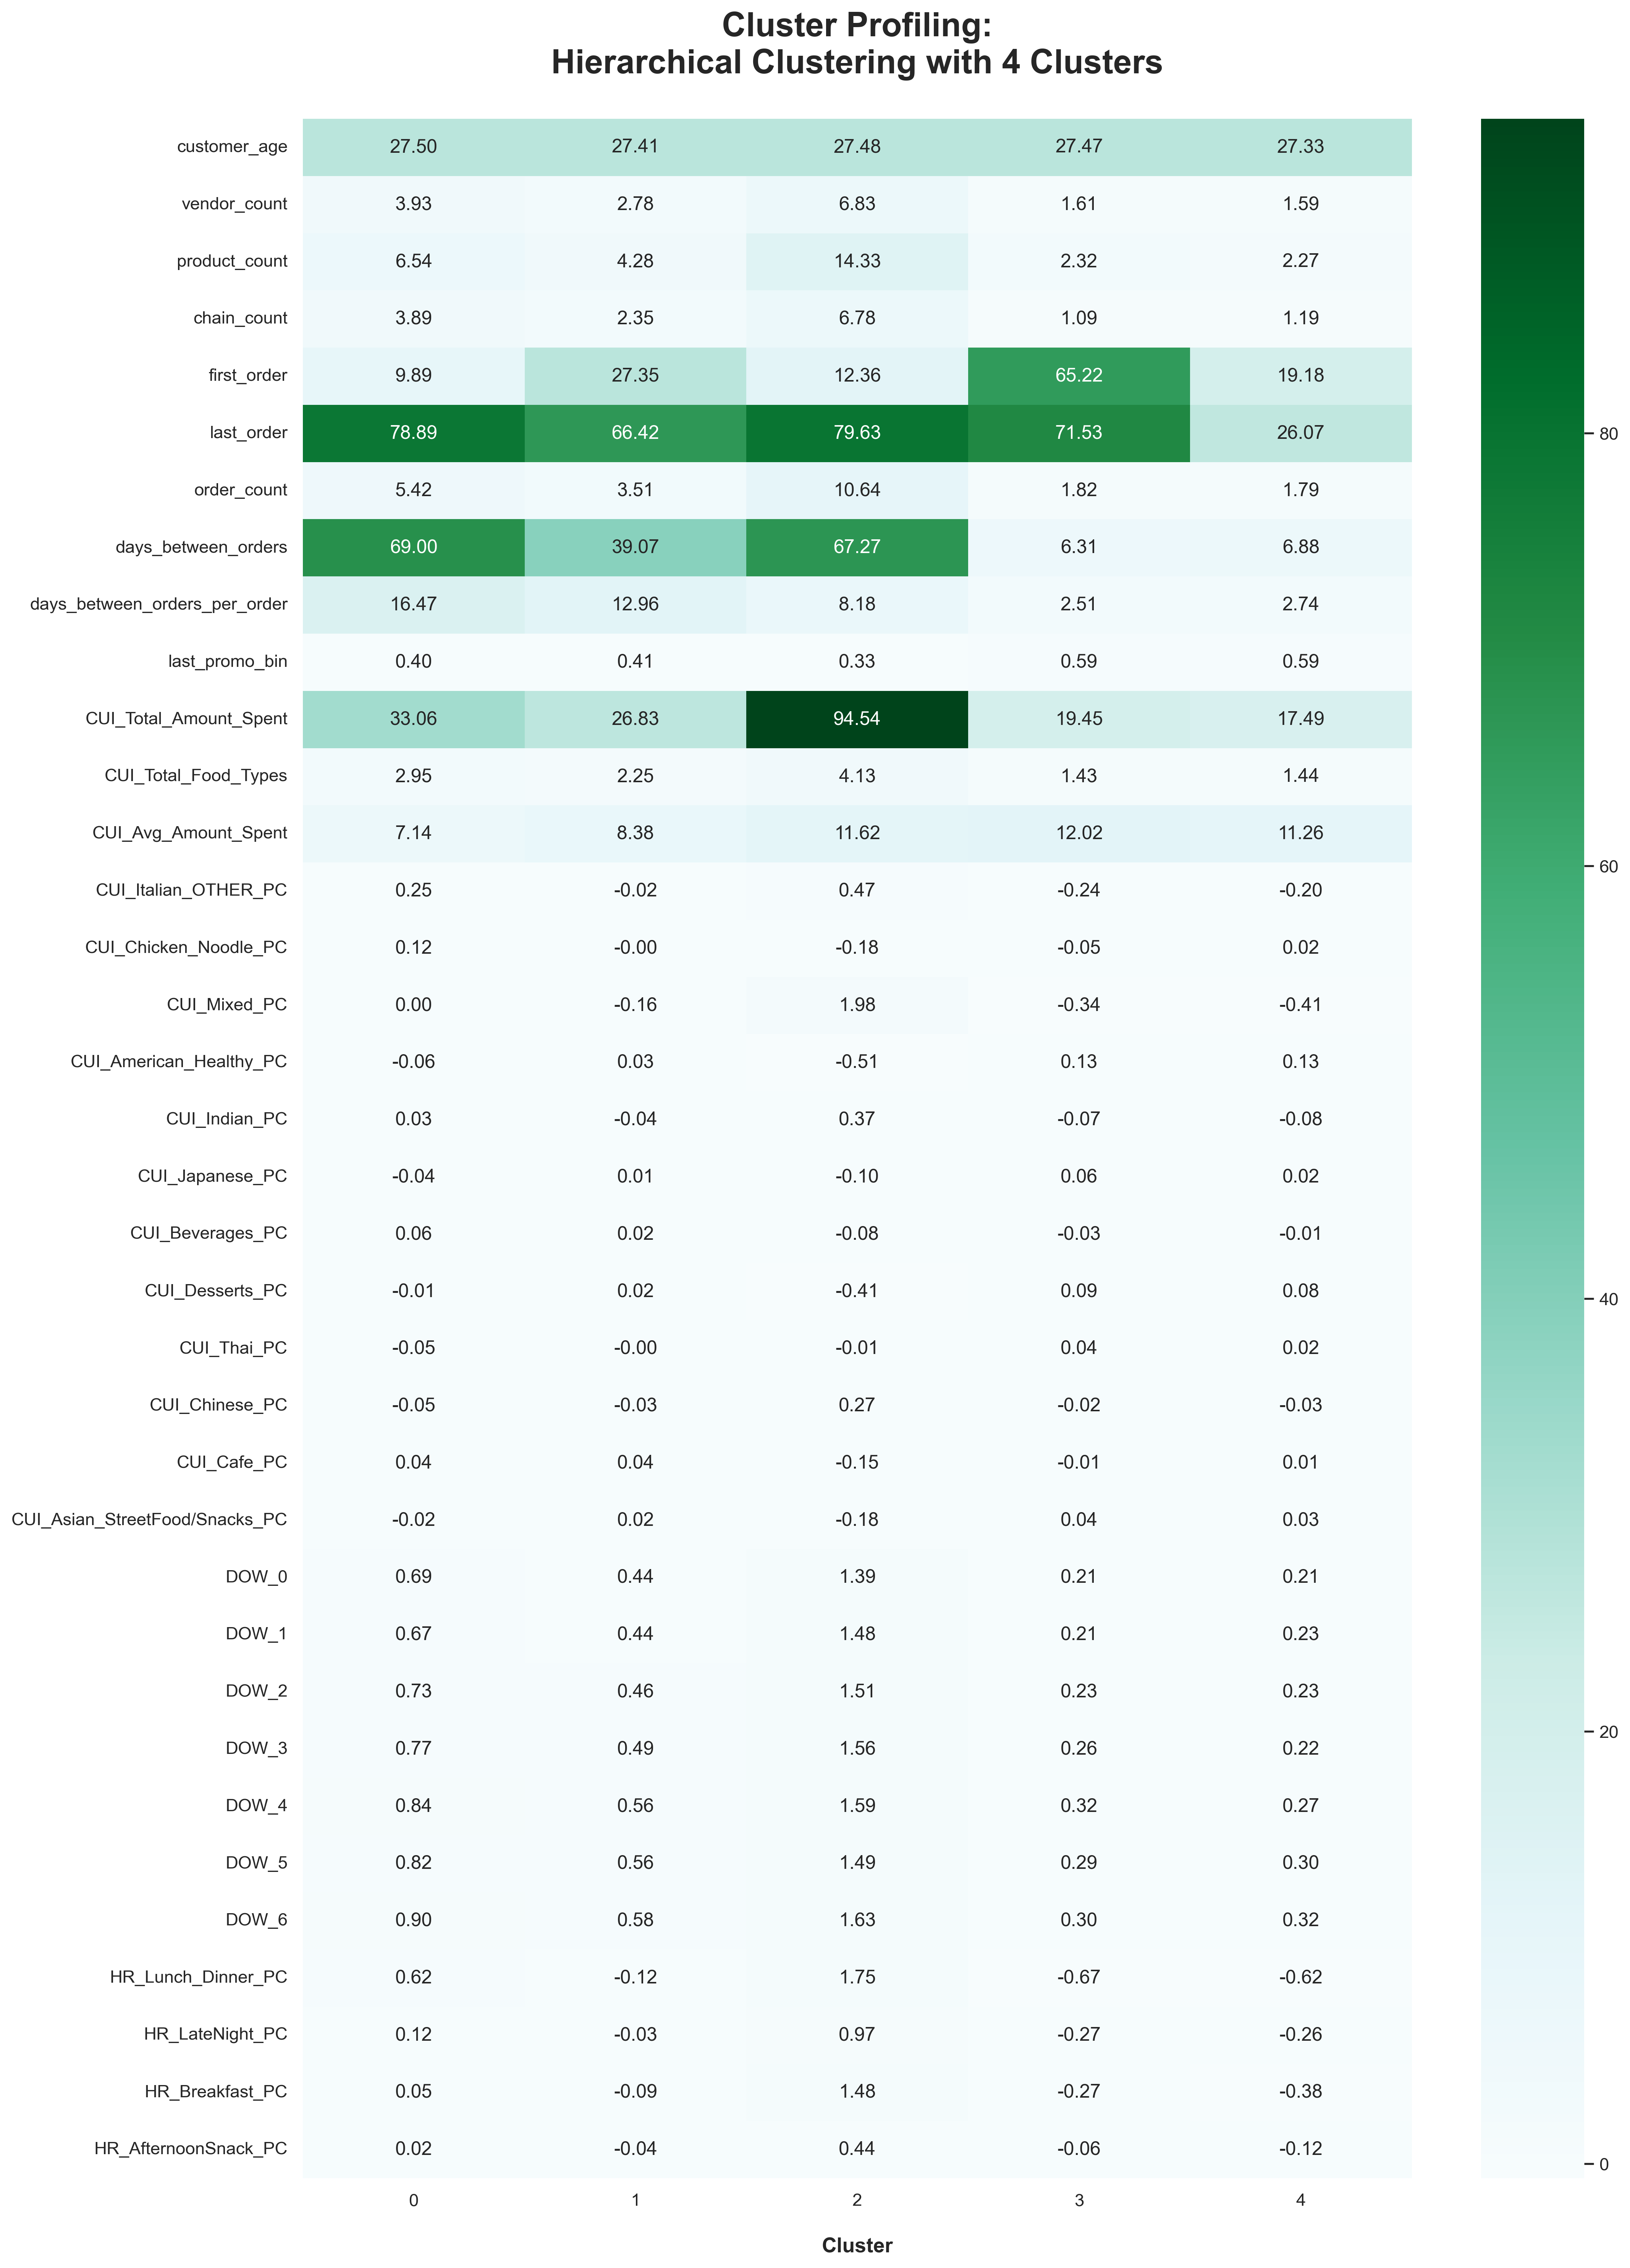 Cluster Profiling:
Hierarchical Clustering with 4 Clusters
customer_age 27.50 27.41 27.48 27.47 27.33
vendor_count 3.93 2.78 6.83 1.61 1.59
product_count 6.54 4.28 14.33 2.32 2.27
chain_count 3.89 2.35 6.78 1.09 1.19
first_order 9.89 27.35 12.36 65.22 19.18
last_order 78.89 66.42 79.63 71.53 26.07
order_count 5.42 3.51 10.64 1.82 1.79
days_between_orders 69.00 39.07 67.27 6.31 6.88
days_between_orders_per_order 16.47 12.96 8.18 2.51 2.74
last_promo_bin 0.40 0.41 0.33 0.59 0.59
CUI_Total_Amount_Spent 33.06 26.83 94.54 19.45 17.49
CUI_Total_Food_Types 2.95 2.25 4.13 1.43 1.44
CUI_Avg_Amount_Spent 7.14 8.38 11.62 12.02 11.26
CUI_Italian_OTHER_PC 0.25 -0.02 0.47 -0.24 -0.20
CUI_Chicken_Noodle_PC 0.12 -0.00 -0.18 -0.05 0.02
CUI_Mixed_PC 0.00 -0.16 1.98 -0.34 -0.41
CUI_American_Healthy_PC -0.06 0.03 -0.51 0.13 0.13
CUI_Indian_PC 0.03 -0.04 0.37 -0.07 -0.08
CUI_Japanese_PC -0.04 0.01 -0.10 0.06 0.02
CUI_Beverages_PC 0.06 0.02 -0.08 -0.03 -0.01
CUI_Desserts_PC -0.01 0.02 -0.41 0.09 0.08
CUI_Thai_PC -0.05 -0.00 -0.01 0.04 0.02
CUI_Chinese_PC -0.05 -0.03 0.27 -0.02 -0.03
CUI_Cafe_PC 0.04 0.04 -0.15 -0.01 0.01
CUI_Asian_StreetFood/Snacks_PC -0.02 0.02 -0.18 0.04 0.03
DOW_0 0.69 0.44 1.39 0.21 0.21
DOW_1 0.67 0.44 1.48 0.21 0.23
DOW_2 0.73 0.46 1.51 0.23 0.23
DOW_3 0.77 0.49 1.56 0.26 0.22
DOW_4 0.84 0.56 1.59 0.32 0.27
DOW_5 0.82 0.56 1.49 0.29 0.30
DOW_6 0.90 0.58 1.63 0.30 0.32
HR_Lunch_Dinner_PC 0.62 -0.12 1.75 -0.67 -0.62
HR_LateNight_PC 0.12 -0.03 0.97 -0.27 -0.26
HR_Breakfast_PC 0.05 -0.09 1.48 -0.27 -0.38
HR_AfternoonSnack_PC 0.02 -0.04 0.44 -0.06 -0.12
0 1 2 3 4
Cluster
80
60
40
20
0